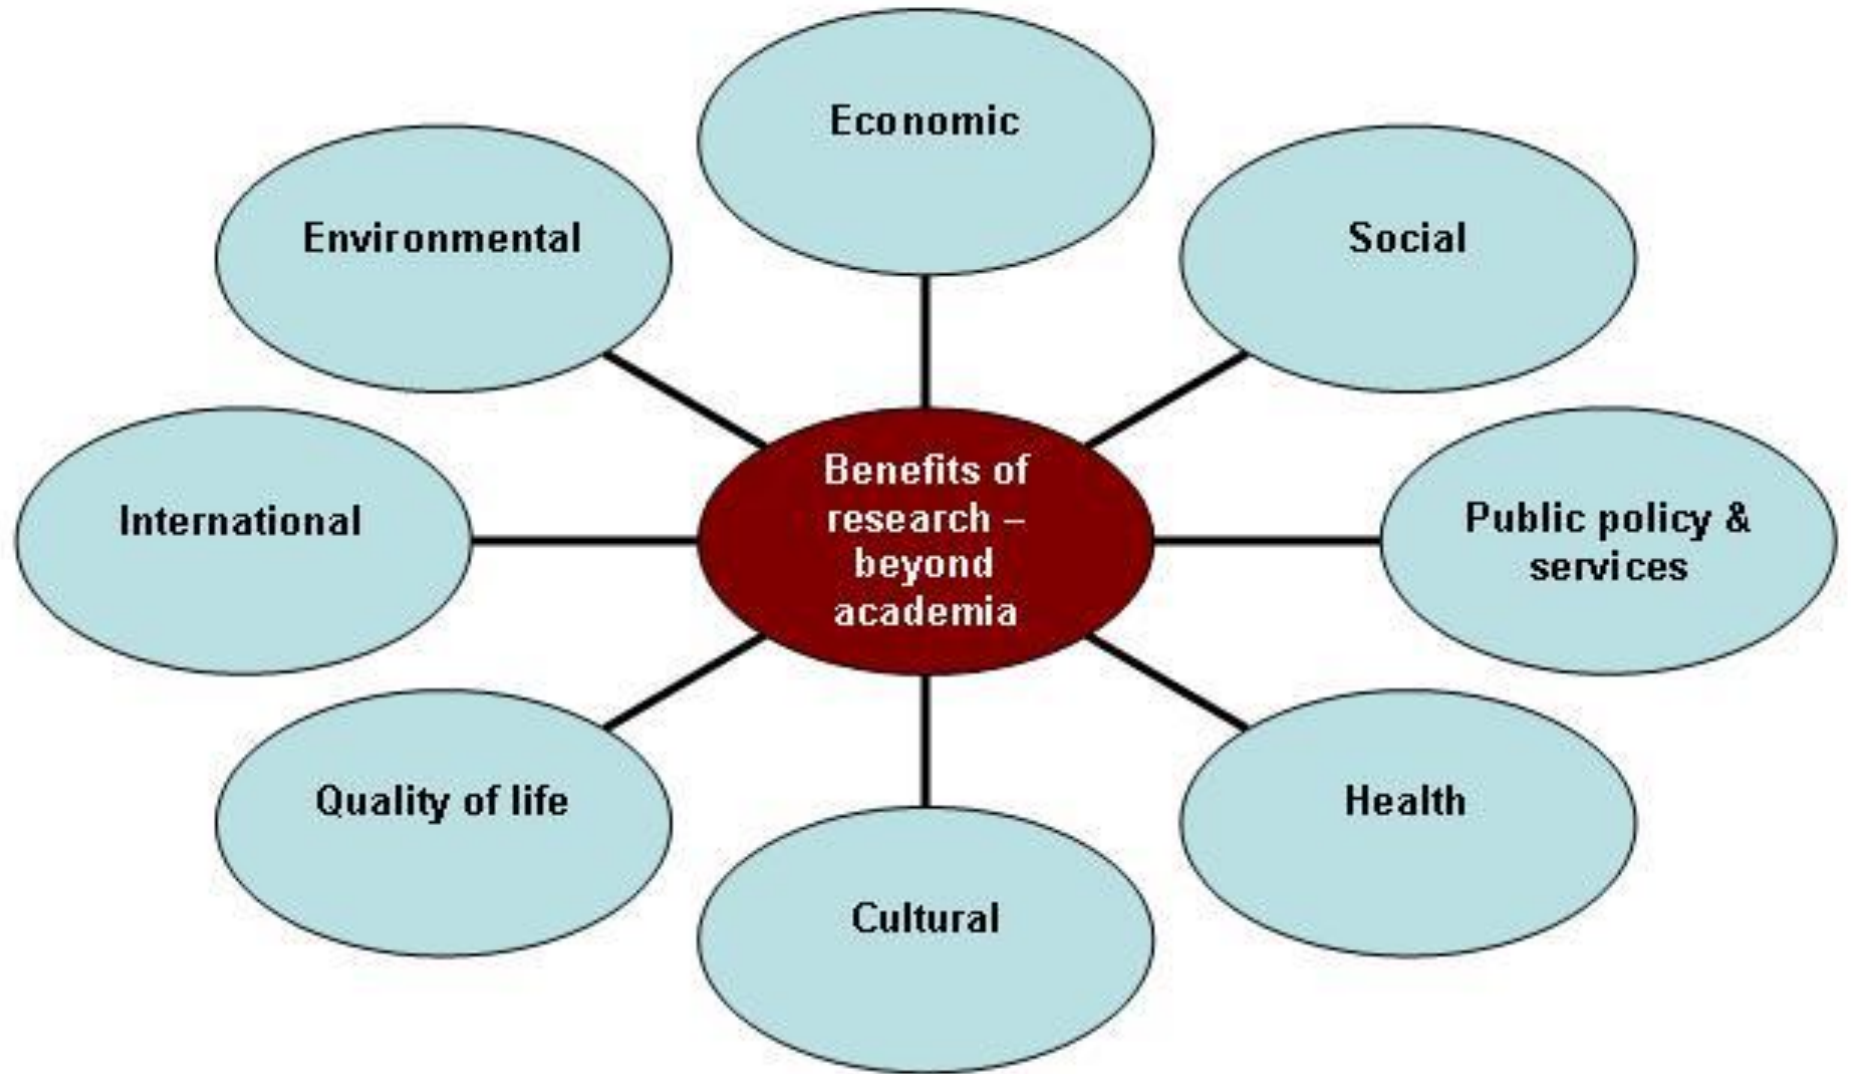 Economic
Social
Public policy &
services
Health
Cultural
Quality of life
International
Environmental
Benefits of
research –
beyond
academia